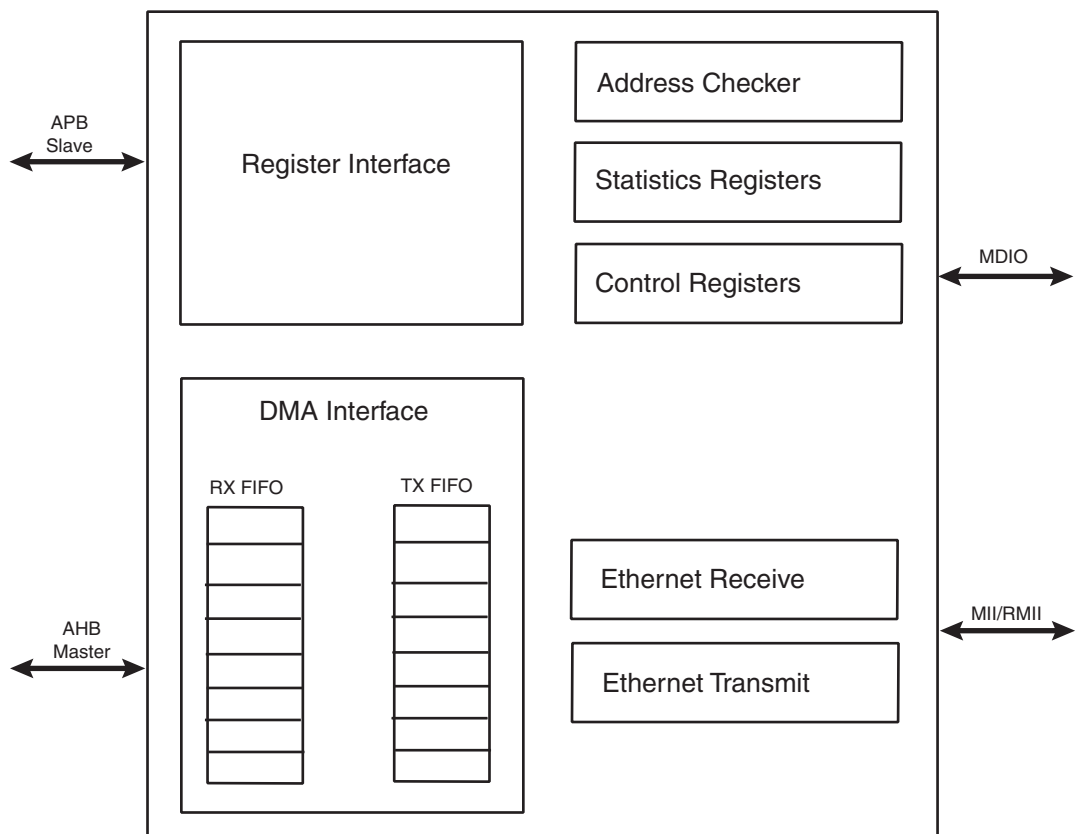 APB
Slave
Register Interface
Address Checker
Statistics Registers
Control Registers
MDIO
DMA Interface
RX FIFO
TX FIFO
AHB
Master
Ethernet Receive
Ethernet Transmit
MII/RMII